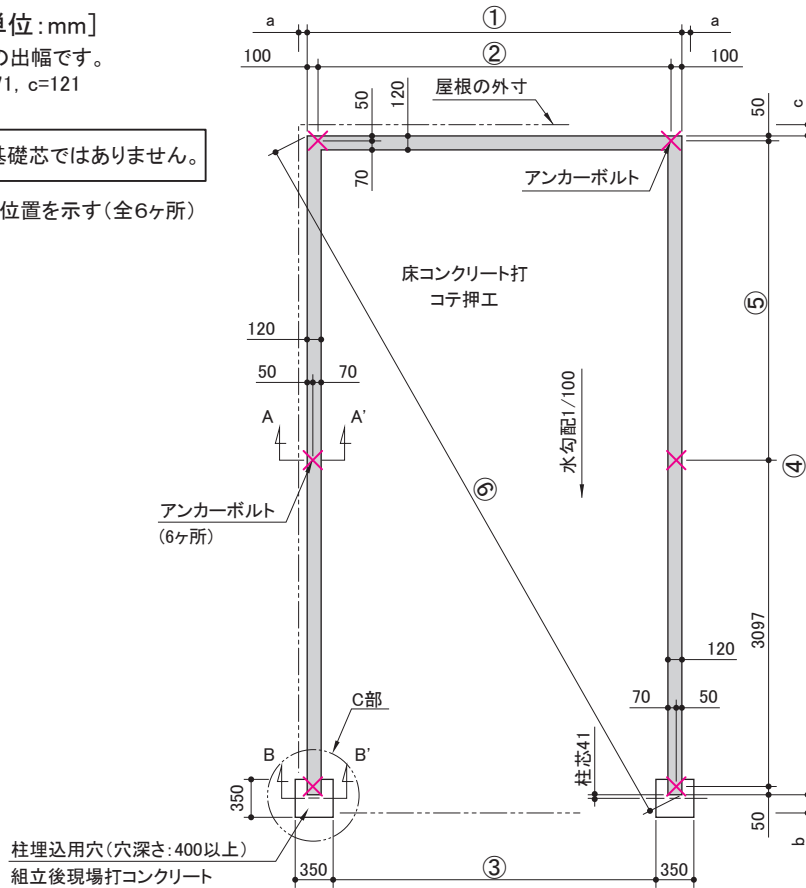 単位:mm]
の出幅です。
71, c=121
基礎芯ではありません。
位置を示す(全6ヶ所)
a
①
a
100
②
100
50
120
屋根の外寸
50
c
70
アンカーボルト
床コンクリート打
コテ押工
⑤
120
50
70
水勾配1/100
A
A'
④
⑥
アンカーボルト
(6ヶ所)
3097
120
C部
70
50
B
B'
柱芯41
350
50
b
柱埋込用穴(穴深さ:400以上)
組立後現場打コンクリート
350
③
350